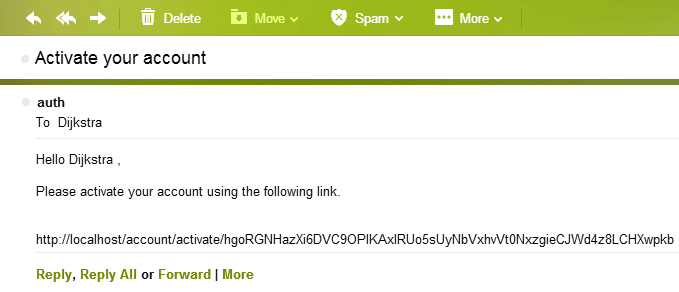 Delete Move Spam More
Activate your account
auth
To Dijkstra
Hello Dijkstra ,
Please activate your account using the following link.
http://localhost/account/activate/hgoRGNHazXi6DVC9OPlKAxlRUo5sUyNbVxhvVt0NxzgieCJWd4z8LCHXwpkb
Reply, Reply All or Forward | More